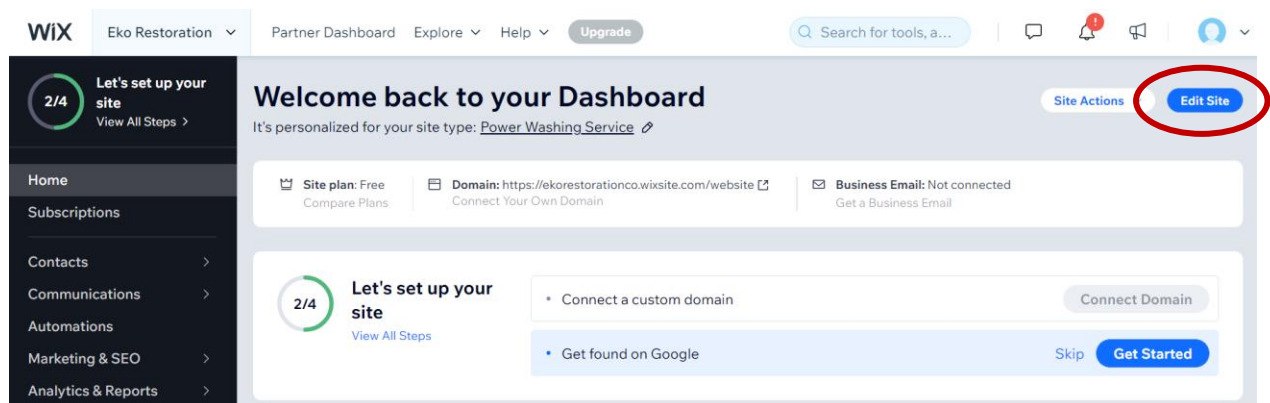 WiX Eko Restoration Partner Dashboard Explore Help Upgrade Search for tools, a...
2/4
Let's set up your
site
View All Steps >
Home
Subscriptions
Contacts
Communications
Automations
Marketing & SEO
Analytics & Reports
Welcome back to your Dashboard
It's personalized for your site type: Power Washing Service
Site Actions
Edit Site
Site plan: Free
Compare Plans
Domain: https://ekorestorationco.wixsite.com/website
Connect Your Own Domain
Business Email: Not connected
Get a Business Email
2/4
Let's set up your
site
View All Steps
• Connect a custom domain Connect Domain
• Get found on Google Skip Get Started